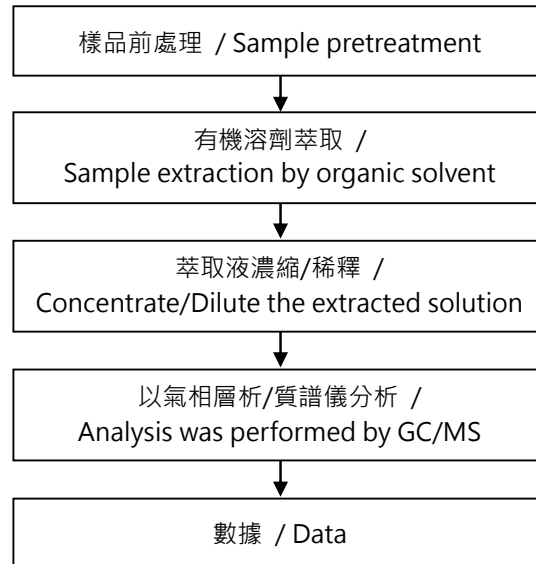 樣品前處理 / Sample pretreatment
有機溶劑萃取 /
Sample extraction by organic solvent
萃取液濃縮/稀釋 /
Concentrate/Dilute the extracted solution
以氣相層析/質譜儀分析 /
Analysis was performed by GC/MS
數據 / Data